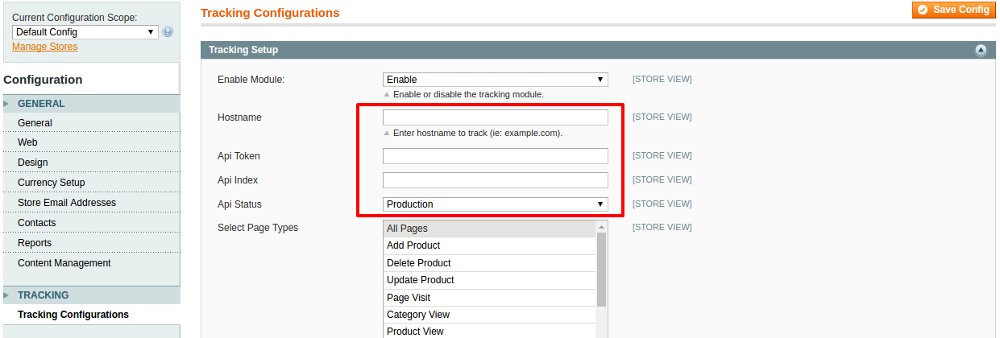 Current Configuration Scope:
Default Config
Manage Stores
Configuration
GENERAL
General
Web
Design
Currency Setup
Store Email Addresses
Contacts
Reports
Content Management
TRACKING
Tracking Configurations
Tracking Configurations
Save Config
Tracking Setup
Enable Module:
Enable
[STORE VIEW]
Enable or disable the tracking module.
Hostname
[STORE VIEW]
Enter hostname to track (ie: example.com).
Api Token
[STORE VIEW]
Api Index
[STORE VIEW]
Api Status
Production
[STORE VIEW]
Select Page Types
All Pages
[STORE VIEW]
Add Product
Delete Product
Update Product
Page Visit
Category View
Product View